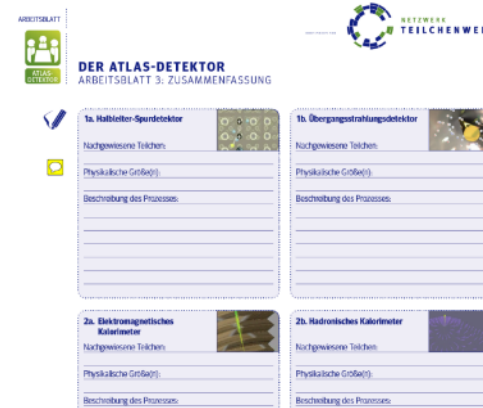 ARBEITSBLATT
NETZWERK
TEILCHENWE
ATLAS-
DETEKTOR
DER ATLAS-DETEKTOR
ARBEITSBLATT 3: ZUSAMMENFASSUNG
1a. Halbleiter-Spurdetektor
Nachgewiesene Teilchen:
Physikalische Größe(n):
Beschreibung des Prozesses:
1b. Übergangsstrahlungsdetektor
Nachgewiesene Teilchen:
Physikalische Größe(n):
Beschreibung des Prozesses:
2a. Elektromagnetisches
Kalorimeter
Nachgewiesene Teilchen:
Physikalische Größe(n):
Beschreibung des Prozesses:
2b. Hadronisches Kalorimeter
Nachgewiesene Teilchen:
Physikalische Größe(n):
Beschreibung des Prozesses: